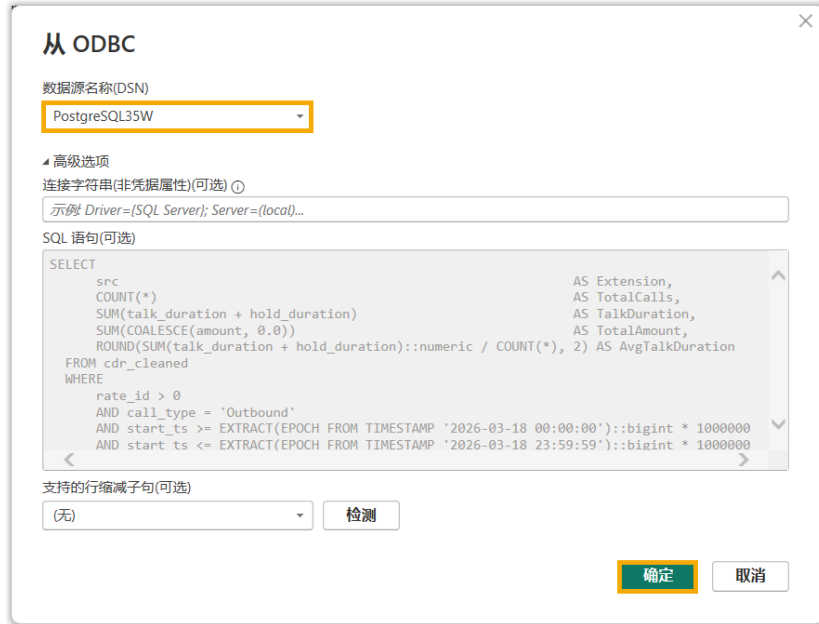 从 ODBC
数据源名称(DSN)
PostgreSQL35W
高级选项
连接字符串(非凭据属性)(可选)
示例: Driver={SQL Server}; Server=(local)...
SQL 语句(可选)
SELECT
src AS Extension,
COUNT(*) AS TotalCalls,
SUM(talk_duration + hold_duration) AS TalkDuration,
SUM(COALESCE(amount, 0.0)) AS TotalAmount,
ROUND(SUM(talk_duration + hold_duration)::numeric / COUNT(*), 2) AS AvgTalkDuration
FROM cdr_cleaned
WHERE
rate_id > 0
AND call_type = 'Outbound'
AND start_ts >= EXTRACT(EPOCH FROM TIMESTAMP '2026-03-18 00:00:00')::bigint * 1000000
AND start_ts <= EXTRACT(EPOCH FROM TIMESTAMP '2026-03-18 23:59:59')::bigint * 1000000
支持的行缩减子句(可选)
(无) 检测
确定 取消